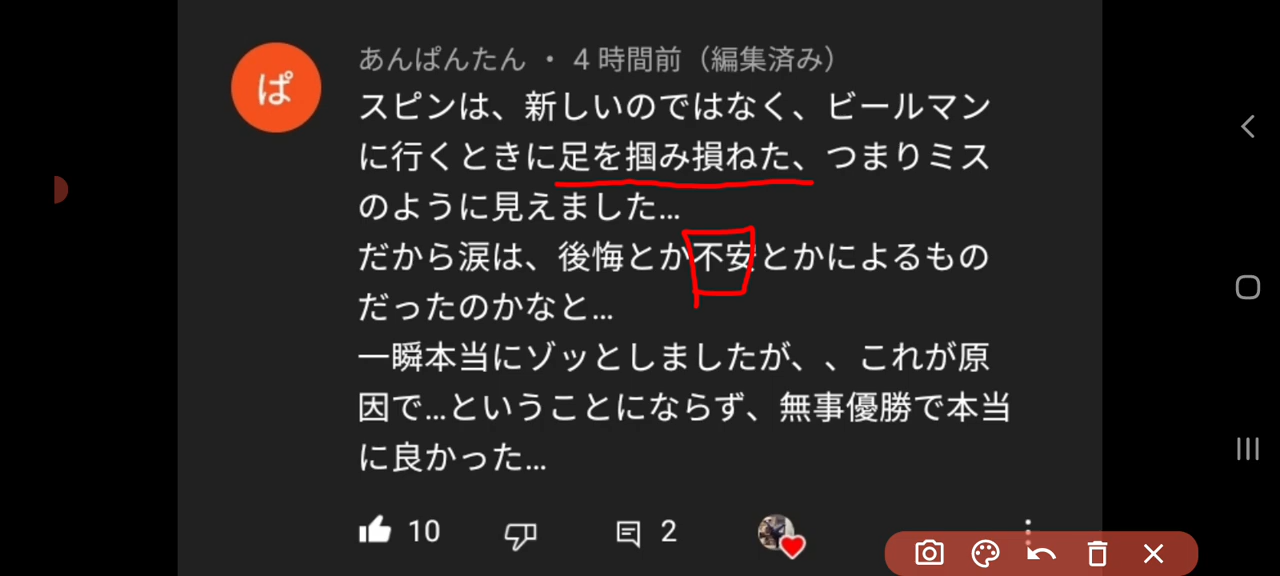 ぱ
あんぱんたん・4 時間前（編集済み）
スピンは、新しいのではなく、ビールマン
に行くときに足を掴み損ねた、つまりミス
のように見えました…
だから涙は、後悔とか不安とかによるもの
だったのかなと…
一瞬本当にゾッとしましたが、、これが原
因で…ということにならず、無事優勝で本当
に良かった…
10
2